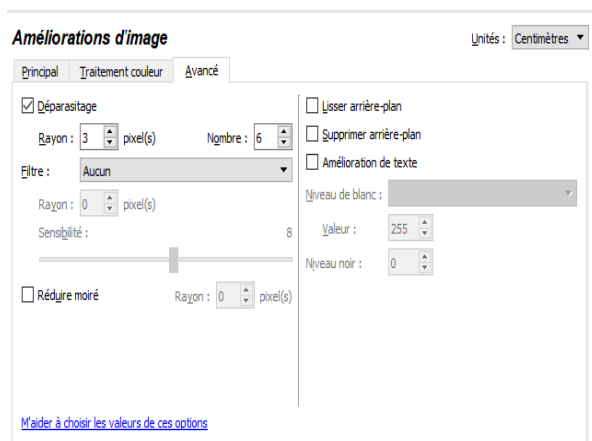 Améliorations d'image
Unités : Centimètres
Principal Traitement couleur Avancé
Déparasitage
Rayon : 3 pixel(s) Nombre : 6
Filtre : Aucun
Rayon : 0 pixel(s)
Sensibilité : 8
Réduire moiré Rayon : 0 pixel(s)
Lisser arrière-plan
Supprimer arrière-plan
Amélioration de texte
Niveau de blanc :
Valeur : 255
Niveau noir : 0
M'aider à choisir les valeurs de ces options